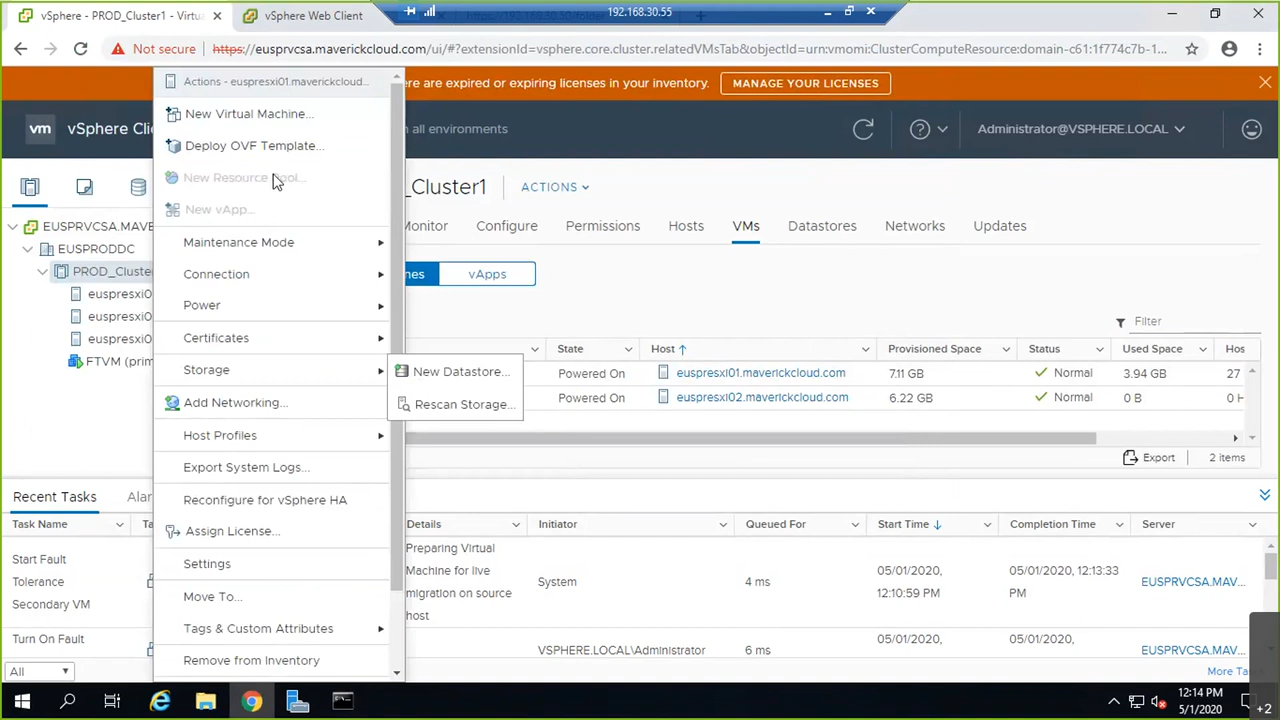 vSphere - PROD_Cluster1 - Virtu
vSphere Web Client
192.168.30.55
Not secure
https://eusprvcsa.maverickcloud.com/ui/#?extensionId=vsphere.core.cluster.relatedVMsTab&objectId=urn:vmomi:ClusterComputeResource:domain-c61:1f774c7b-1...
Actions - euspresxi01.maverickcloud...
ere are expired or expiring licenses in your inventory.
MANAGE YOUR LICENSES
vm
vSphere Clie
in all environments
Administrator@VSPHERE.LOCAL
_Cluster1
ACTIONS
Monitor
Configure
Permissions
Hosts
VMs
Datastores
Networks
Updates
EUSPRVCSA.MAVE
EUSPRODDC
PROD_Cluste
euspresxi0
euspresxi0
euspresxi0
FTVM (prim
New Virtual Machine...
Deploy OVF Template...
New Resource Pool...
New vApp...
Maintenance Mode
Connection
Power
Certificates
Storage
Add Networking...
Host Profiles
Export System Logs...
Reconfigure for vSphere HA
Assign License...
Settings
Move To...
Tags & Custom Attributes
Remove from Inventory
New Datastore...
Rescan Storage...
nes
vApps
Filter
State
Host
Provisioned Space
Status
Used Space
Hos
Powered On
euspresxi01.maverickcloud.com
7.11 GB
Normal
3.94 GB
27
Powered On
euspresxi02.maverickcloud.com
6.22 GB
Normal
0 B
0 H
Export
2 items
Recent Tasks
Alar
Task Name
Ta
Details
Initiator
Queued For
Start Time
Completion Time
Server
Start Fault
Tolerance
Secondary VM
Preparing Virtual
Machine for live
migration on source
host
System
4 ms
05/01/2020,
12:10:59 PM
05/01/2020, 12:13:33
PM
EUSPRVCSA.MAV...
Turn On Fault
VSPHERE.LOCAL\Administrator
6 ms
05/01/2020,
05/01/2020,
EUSPRVCSA.MAV...
All
More Ta
12:14 PM
5/1/2020
+2